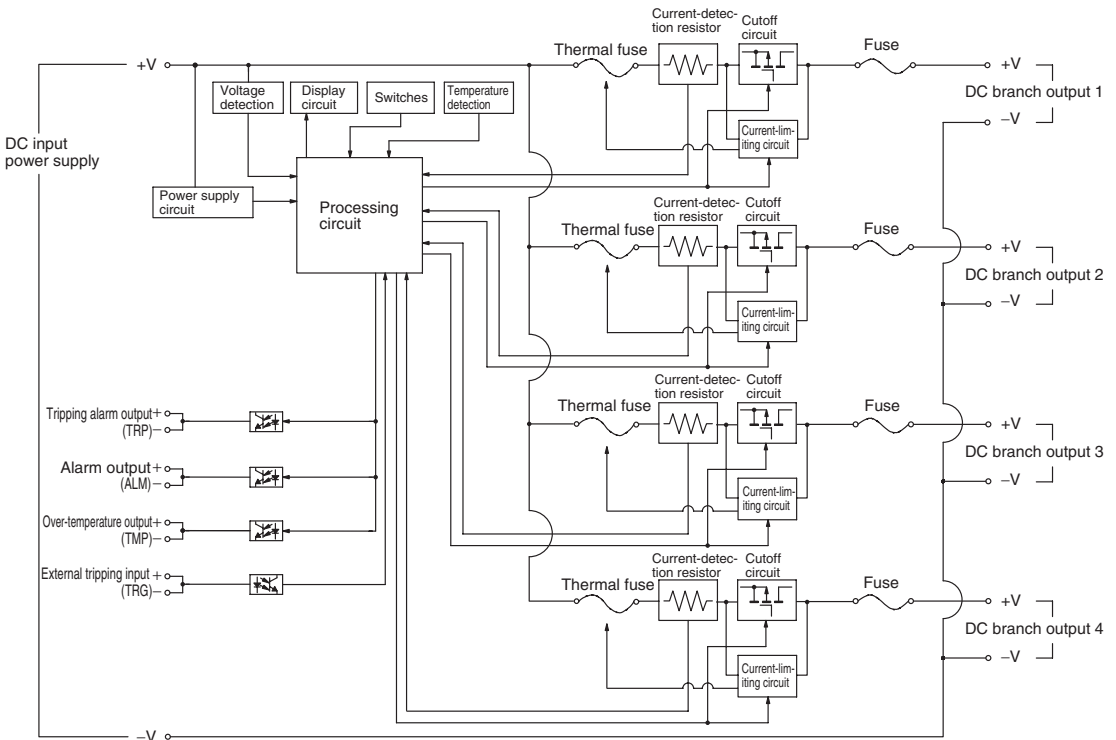 Current-detec-
tion resistor
Cutoff
circuit
Thermal fuse
Fuse
+V
+V
DC branch output 1
−V
Voltage
detection
Display
circuit
Switches
Temperature
detection
Current-lim-
iting circuit
DC input
power supply
Power supply
circuit
Processing
circuit
Current-detec-
tion resistor
Cutoff
circuit
Thermal fuse
Fuse
+V
DC branch output 2
−V
Current-lim-
iting circuit
Current-detec-
tion resistor
Cutoff
circuit
Thermal fuse
Fuse
+V
DC branch output 3
−V
Current-lim-
iting circuit
Tripping alarm output+
(TRP)−
Alarm output+
(ALM)−
Over-temperature output+
(TMP)−
External tripping input +
(TRG)−
Current-detec-
tion resistor
Cutoff
circuit
Thermal fuse
Fuse
+V
DC branch output 4
−V
Current-lim-
iting circuit
−V